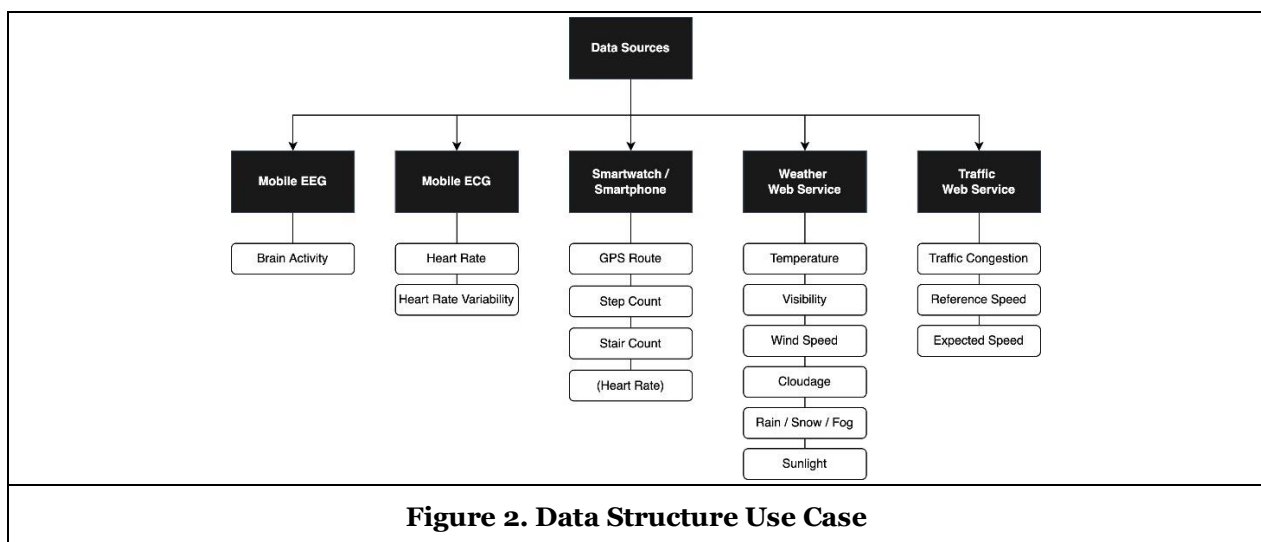 Data Sources
Mobile EEG
Mobile ECG
Smartwatch /
Smartphone
Weather
Web Service
Traffic
Web Service
Brain Activity
Heart Rate
Heart Rate Variability
GPS Route
Step Count
Stair Count
(Heart Rate)
Temperature
Visibility
Wind Speed
Cloudage
Rain / Snow / Fog
Sunlight
Traffic Congestion
Reference Speed
Expected Speed
Figure 2. Data Structure Use Case